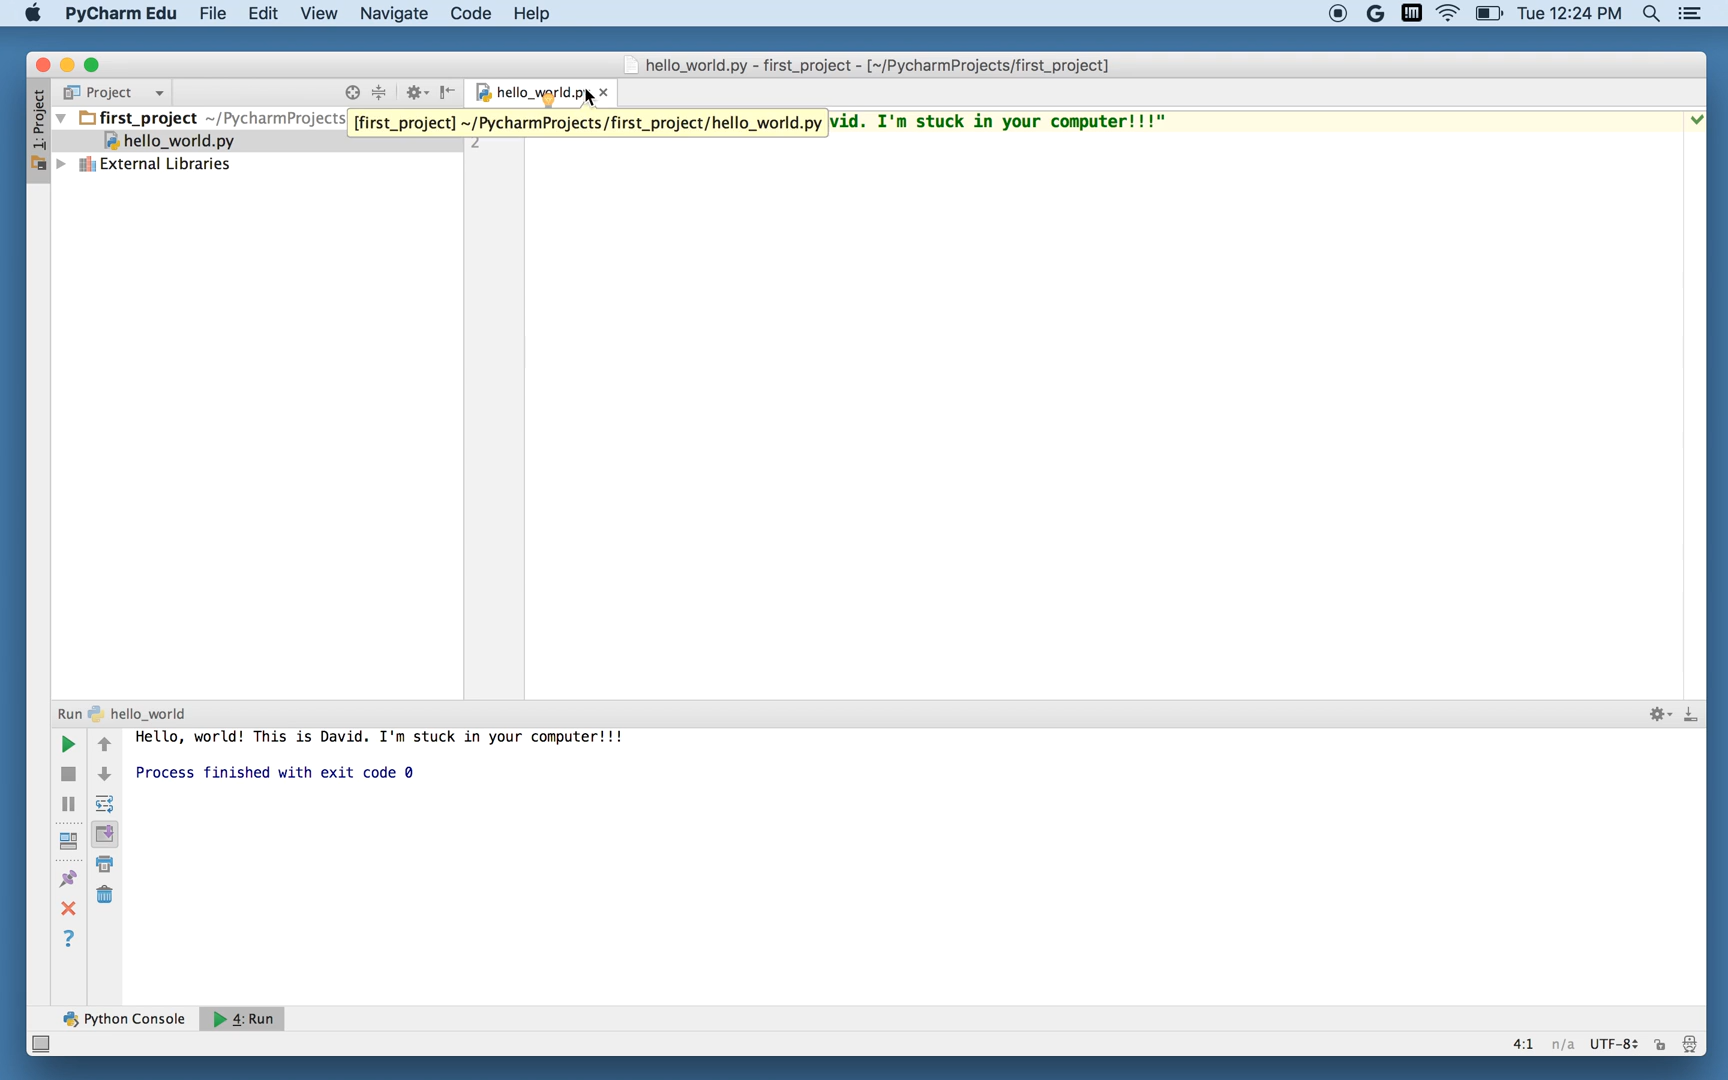 PyCharm Edu File Edit View Navigate Code Help Tue 12:24 PM
hello_world.py - first_project - [~/PycharmProjects/first_project]
1: Project
Project
hello_world.py
first_project ~/PycharmProjects
[first_project] ~/PycharmProjects/first_project/hello_world.py
vid. I'm stuck in your computer!!!"
hello_world.py
2
External Libraries
Run hello_world
Hello, world! This is David. I'm stuck in your computer!!!
Process finished with exit code 0
?
Python Console
4: Run
4:1 n/a UTF-8